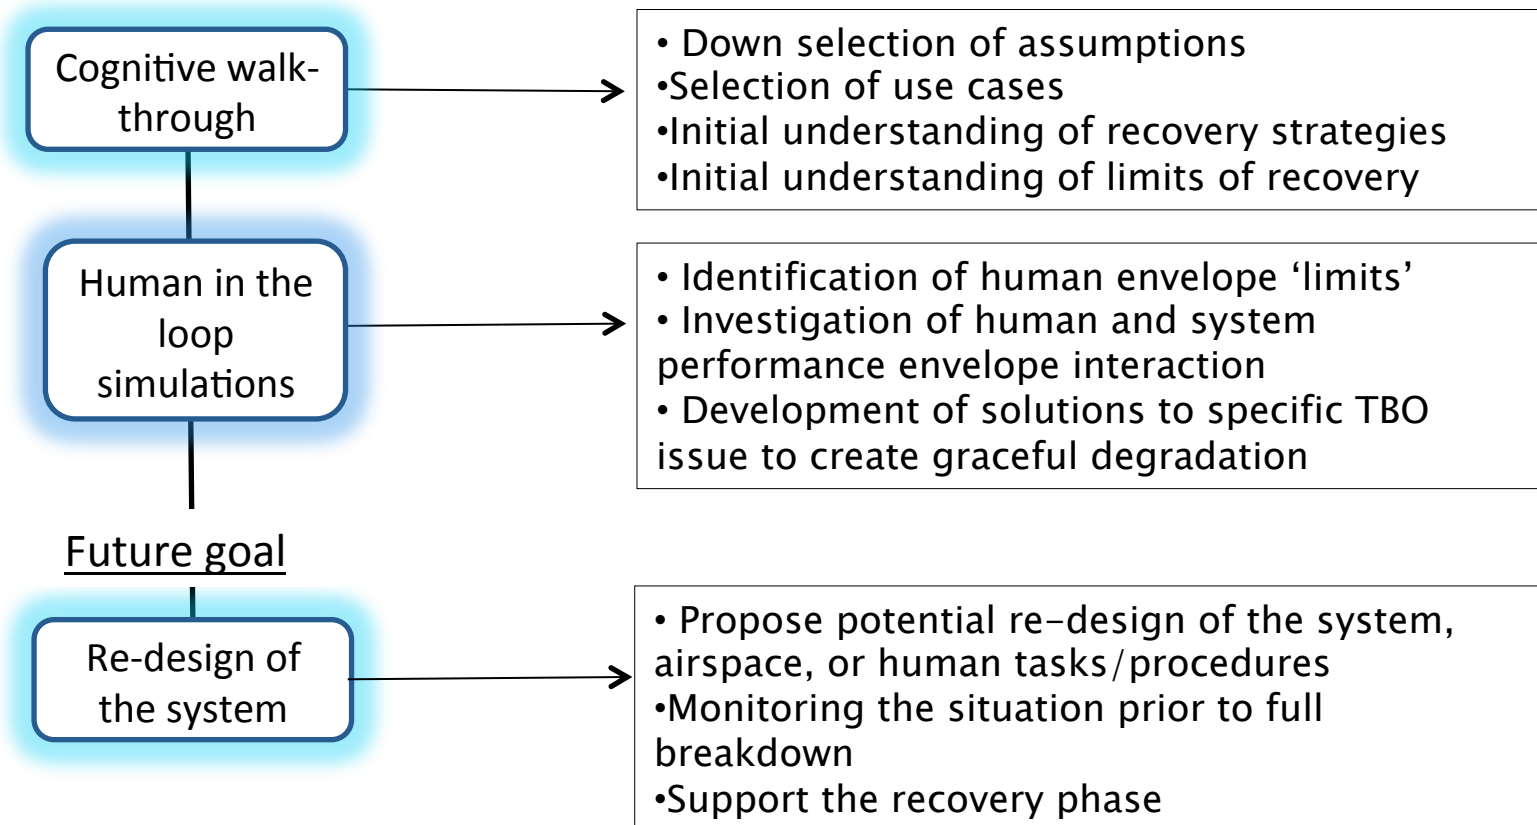 Cognitive walk-
through
• Down selection of assumptions
•Selection of use cases
•Initial understanding of recovery strategies
•Initial understanding of limits of recovery
Human in the
loop
simulations
• Identification of human envelope ‘limits’
• Investigation of human and system
performance envelope interaction
• Development of solutions to specific TBO
issue to create graceful degradation
Future goal
Re-design of
the system
• Propose potential re-design of the system,
airspace, or human tasks/procedures
•Monitoring the situation prior to full
breakdown
•Support the recovery phase